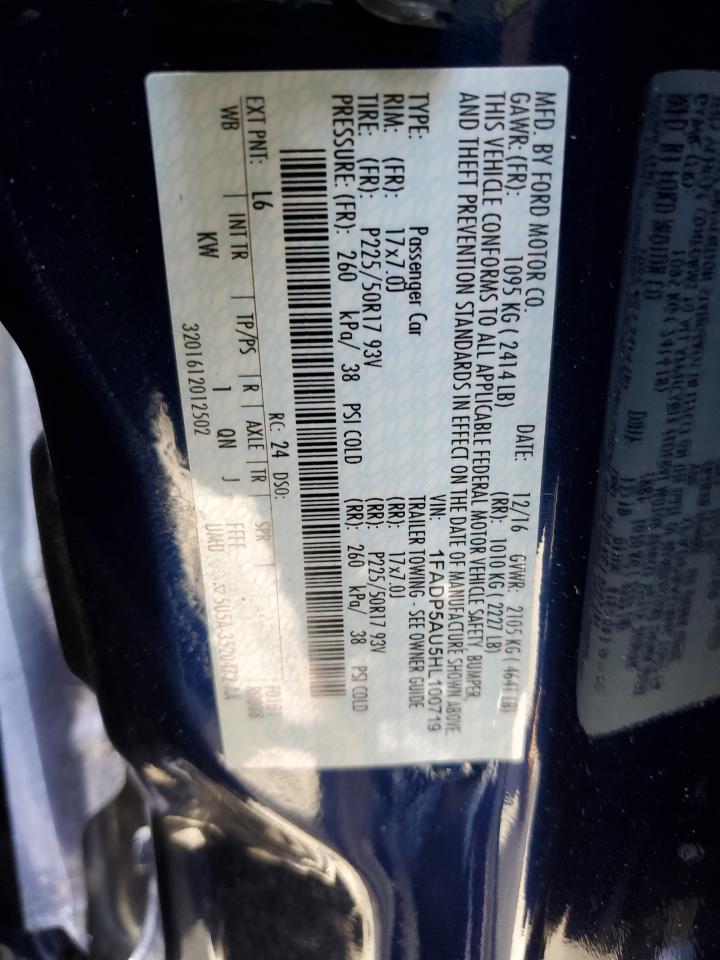 MFD. BY FORD MOTOR CO.
DATE: 12/16 GVWR: 2105 KG ( 4641 LB)
GAWR: (FR): 1095 KG ( 2414 LB) (RR): 1010 KG ( 2227 LB)
THIS VEHICLE CONFORMS TO ALL APPLICABLE FEDERAL MOTOR VEHICLE SAFETY, BUMPER,
AND THEFT PREVENTION STANDARDS IN EFFECT ON THE DATE OF MANUFACTURE SHOWN ABOVE.
VIN: 1FADP5AU5HL100719
TYPE: Passenger Car TRAILER TOWING - SEE OWNER GUIDE
RIM: (FR): 17x7.0J (RR): 17x7.0J
TIRE: (FR): P225/50R17 93V (RR): P225/50R17 93V
PRESSURE: (FR): 260 kPa/ 38 PSI COLD (RR): 260 kPa/ 38 PSI COLD
EXT PNT: L6 RC: 24 DSO:
WB INT TR TP/PS R AXLE TR SPR
KW 1 QN J FFFF
3201612012502 UMU